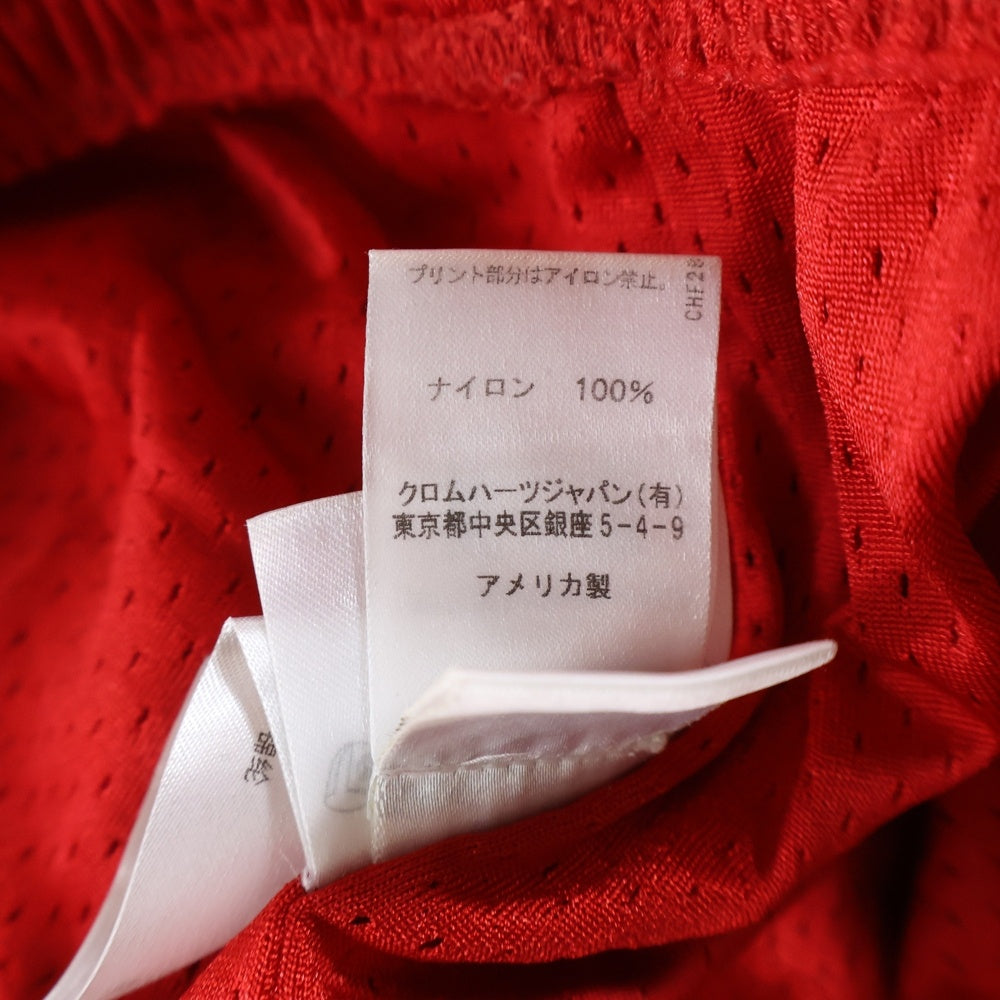 プリント部分はアイロン禁止。
CHF28
ナイロン 100%
クロムハーツジャパン(有)
東京都中央区銀座5-4-9
アメリカ製